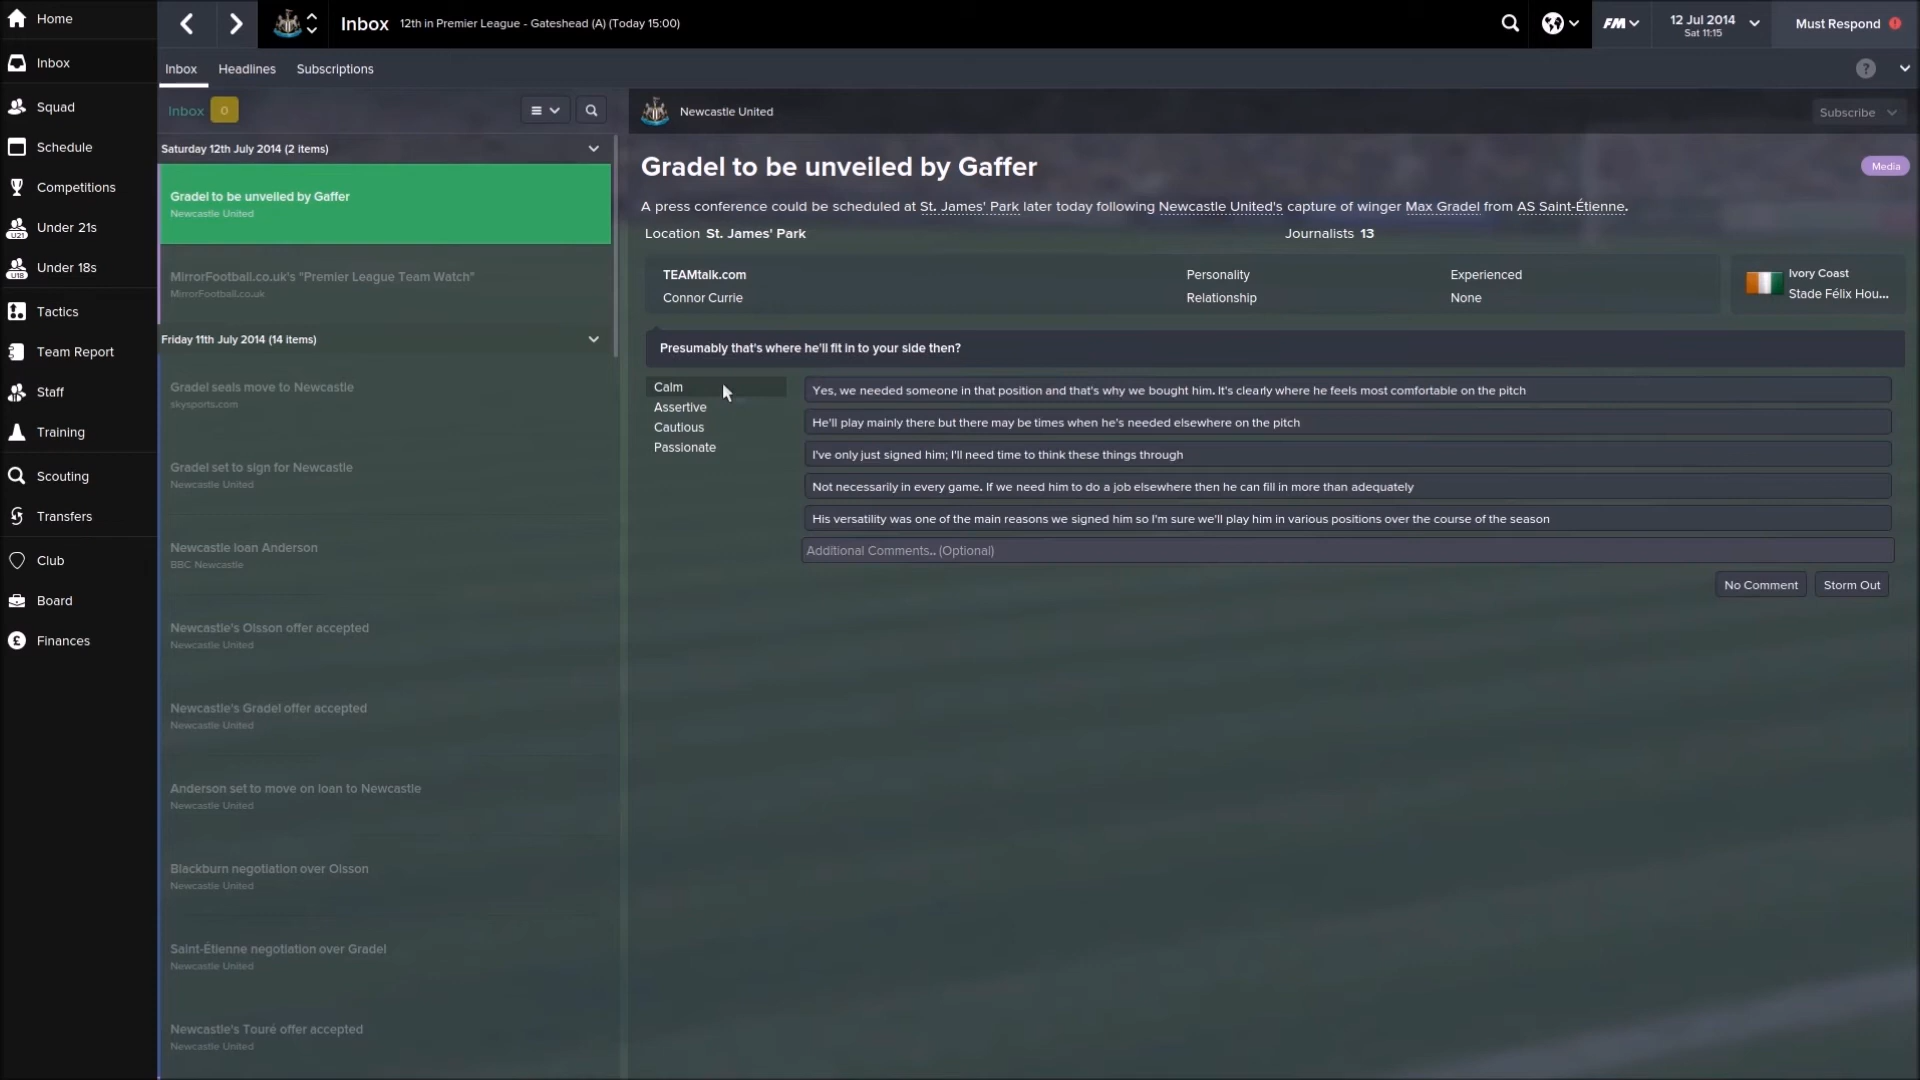 Home
Inbox
Squad
Schedule
Competitions
U21
Under 21s
U18
Under 18s
Tactics
Team Report
Staff
Training
Scouting
Transfers
Club
Board
Finances
Inbox 12th in Premier League - Gateshead (A) (Today 15:00)
FM
12 Jul 2014
Sat 11:15
Must Respond
Inbox Headlines Subscriptions
?
Inbox 0
Saturday 12th July 2014 (2 items)
Gradel to be unveiled by Gaffer
Newcastle United
MirrorFootball.co.uk's "Premier League Team Watch"
MirrorFootball.co.uk
Friday 11th July 2014 (14 items)
Gradel seals move to Newcastle
skysports.com
Gradel set to sign for Newcastle
Newcastle United
Newcastle loan Anderson
BBC Newcastle
Newcastle's Olsson offer accepted
Newcastle United
Newcastle's Gradel offer accepted
Newcastle United
Anderson set to move on loan to Newcastle
Newcastle United
Blackburn negotiation over Olsson
Newcastle United
Saint-Étienne negotiation over Gradel
Newcastle United
Newcastle's Touré offer accepted
Newcastle United
Newcastle United
Subscribe
Gradel to be unveiled by Gaffer
Media
A press conference could be scheduled at St. James' Park later today following Newcastle United's capture of winger Max Gradel from AS Saint-Étienne.
Location St. James' Park Journalists 13
TEAMtalk.com Personality Experienced
Connor Currie Relationship None
Ivory Coast
Stade Félix Hou...
Presumably that's where he'll fit in to your side then?
Calm
Assertive
Cautious
Passionate
Yes, we needed someone in that position and that's why we bought him. It's clearly where he feels most comfortable on the pitch
He'll play mainly there but there may be times when he's needed elsewhere on the pitch
I've only just signed him; I'll need time to think these things through
Not necessarily in every game. If we need him to do a job elsewhere then he can fill in more than adequately
His versatility was one of the main reasons we signed him so I'm sure we'll play him in various positions over the course of the season
Additional Comments.. (Optional)
No Comment Storm Out